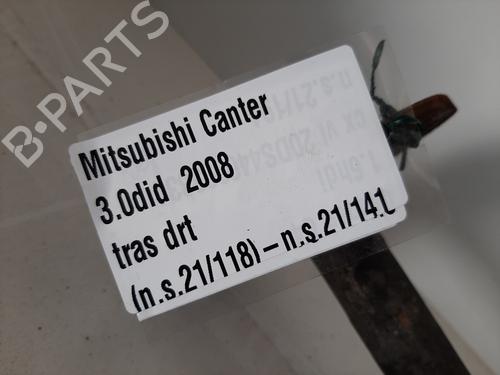 B-PARTS
Mitsubishi Canter
3.0did 2008
tras drt
(n.s.21/118)-n.s.21/141